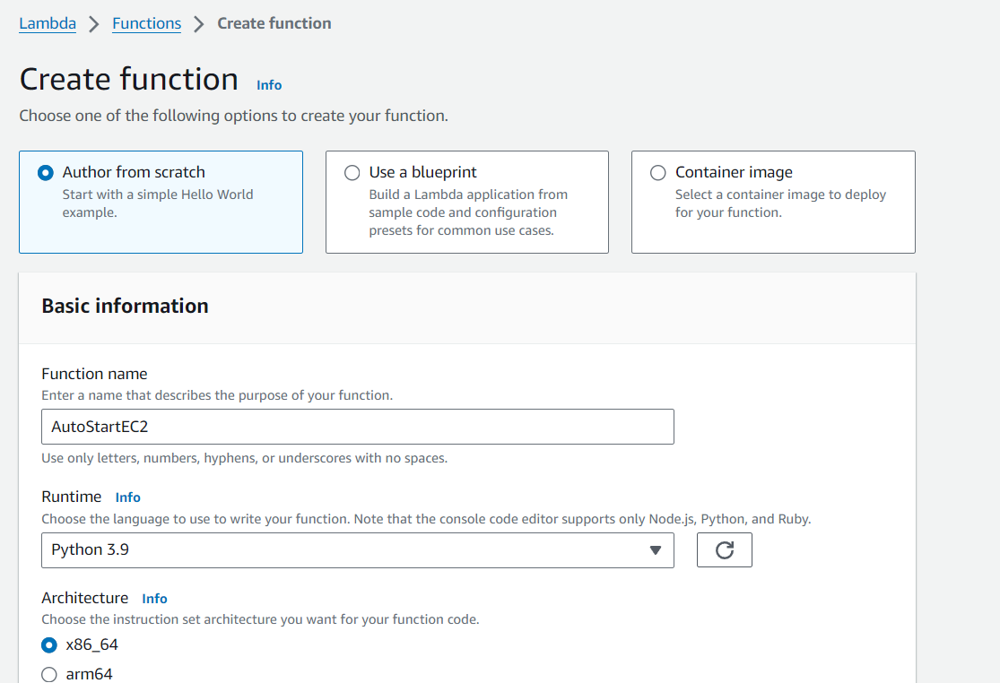 Lambda > Functions > Create function
Create function Info
Choose one of the following options to create your function.
Author from scratch
Start with a simple Hello World
example.
Use a blueprint
Build a Lambda application from
sample code and configuration
presets for common use cases.
Container image
Select a container image to deploy
for your function.
Basic information
Function name
Enter a name that describes the purpose of your function.
AutoStartEC2
Use only letters, numbers, hyphens, or underscores with no spaces.
Runtime Info
Choose the language to use to write your function. Note that the console code editor supports only Node.js, Python, and Ruby.
Python 3.9
Architecture Info
Choose the instruction set architecture you want for your function code.
x86_64
arm64